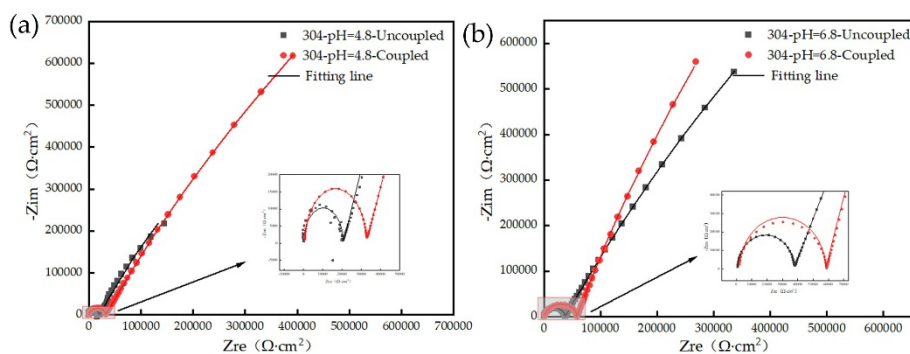 (a)
304-pH=4.8-Uncoupled
304-pH=4.8-Coupled
Fitting line
-Zim（Ω·cm²）
700000
600000
500000
400000
300000
200000
100000
0
0 100000 200000 300000 400000 500000 600000 700000
Zre（Ω·cm²）
(b)
304-pH=6.8-Uncoupled
304-pH=6.8-Coupled
Fitting line
-Zim（Ω·cm²）
600000
500000
400000
300000
200000
100000
0
0 100000 200000 300000 400000 500000 600000
Zre（Ω·cm²）